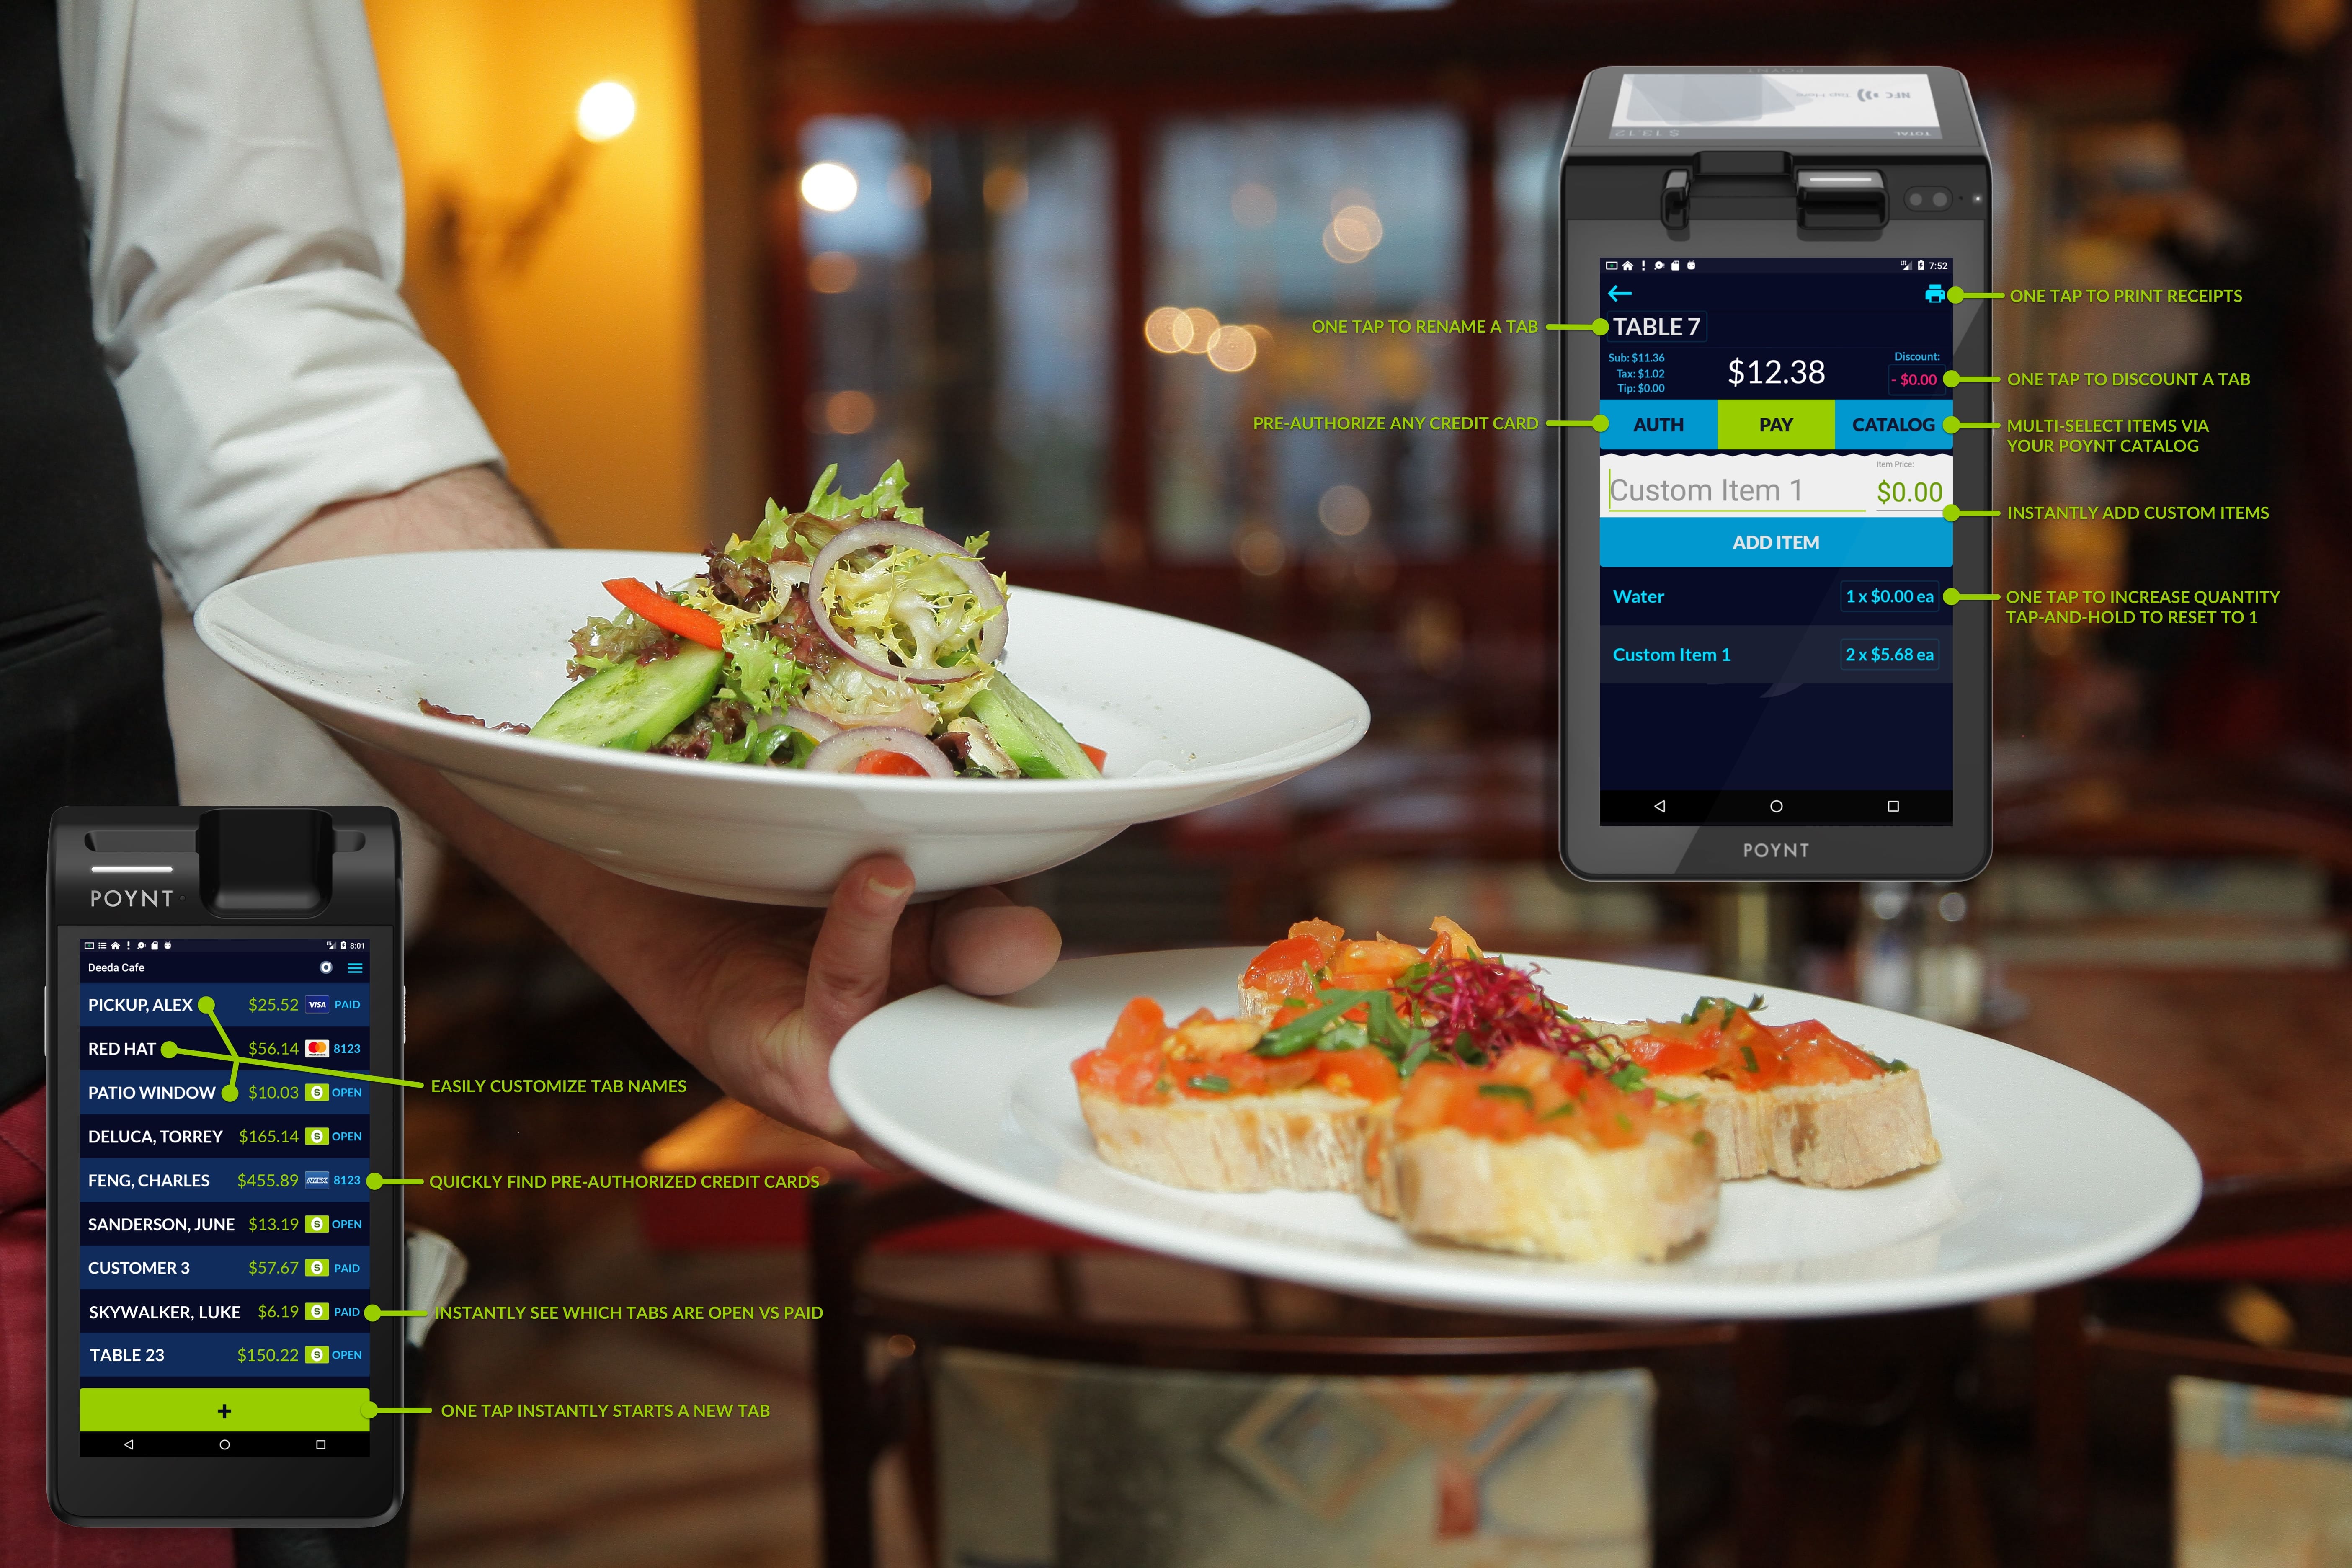 NFC Tap Here
TOTAL
$ 13.12
7:52
ONE TAP TO PRINT RECEIPTS
ONE TAP TO RENAME A TAB
TABLE 7
Sub: $11.36
Tax: $1.02
Tip: $0.00
$12.38
Discount:
- $0.00
ONE TAP TO DISCOUNT A TAB
PRE-AUTHORIZE ANY CREDIT CARD
AUTH PAY CATALOG
MULTI-SELECT ITEMS VIA
YOUR POYNT CATALOG
Item Price:
Custom Item 1 $0.00
INSTANTLY ADD CUSTOM ITEMS
ADD ITEM
Water 1 x $0.00 ea
ONE TAP TO INCREASE QUANTITY
TAP-AND-HOLD TO RESET TO 1
Custom Item 1 2 x $5.68 ea
POYNT
POYNT
8:01
Deeda Cafe
PICKUP, ALEX $25.52 VISA PAID
RED HAT $56.14 8123
PATIO WINDOW $10.03 $ OPEN
EASILY CUSTOMIZE TAB NAMES
DELUCA, TORREY $165.14 $ OPEN
FENG, CHARLES $455.89 AMEX 8123
QUICKLY FIND PRE-AUTHORIZED CREDIT CARDS
SANDERSON, JUNE $13.19 $ OPEN
CUSTOMER 3 $57.67 $ PAID
SKYWALKER, LUKE $6.19 $ PAID
INSTANTLY SEE WHICH TABS ARE OPEN VS PAID
TABLE 23 $150.22 $ OPEN
+
ONE TAP INSTANTLY STARTS A NEW TAB